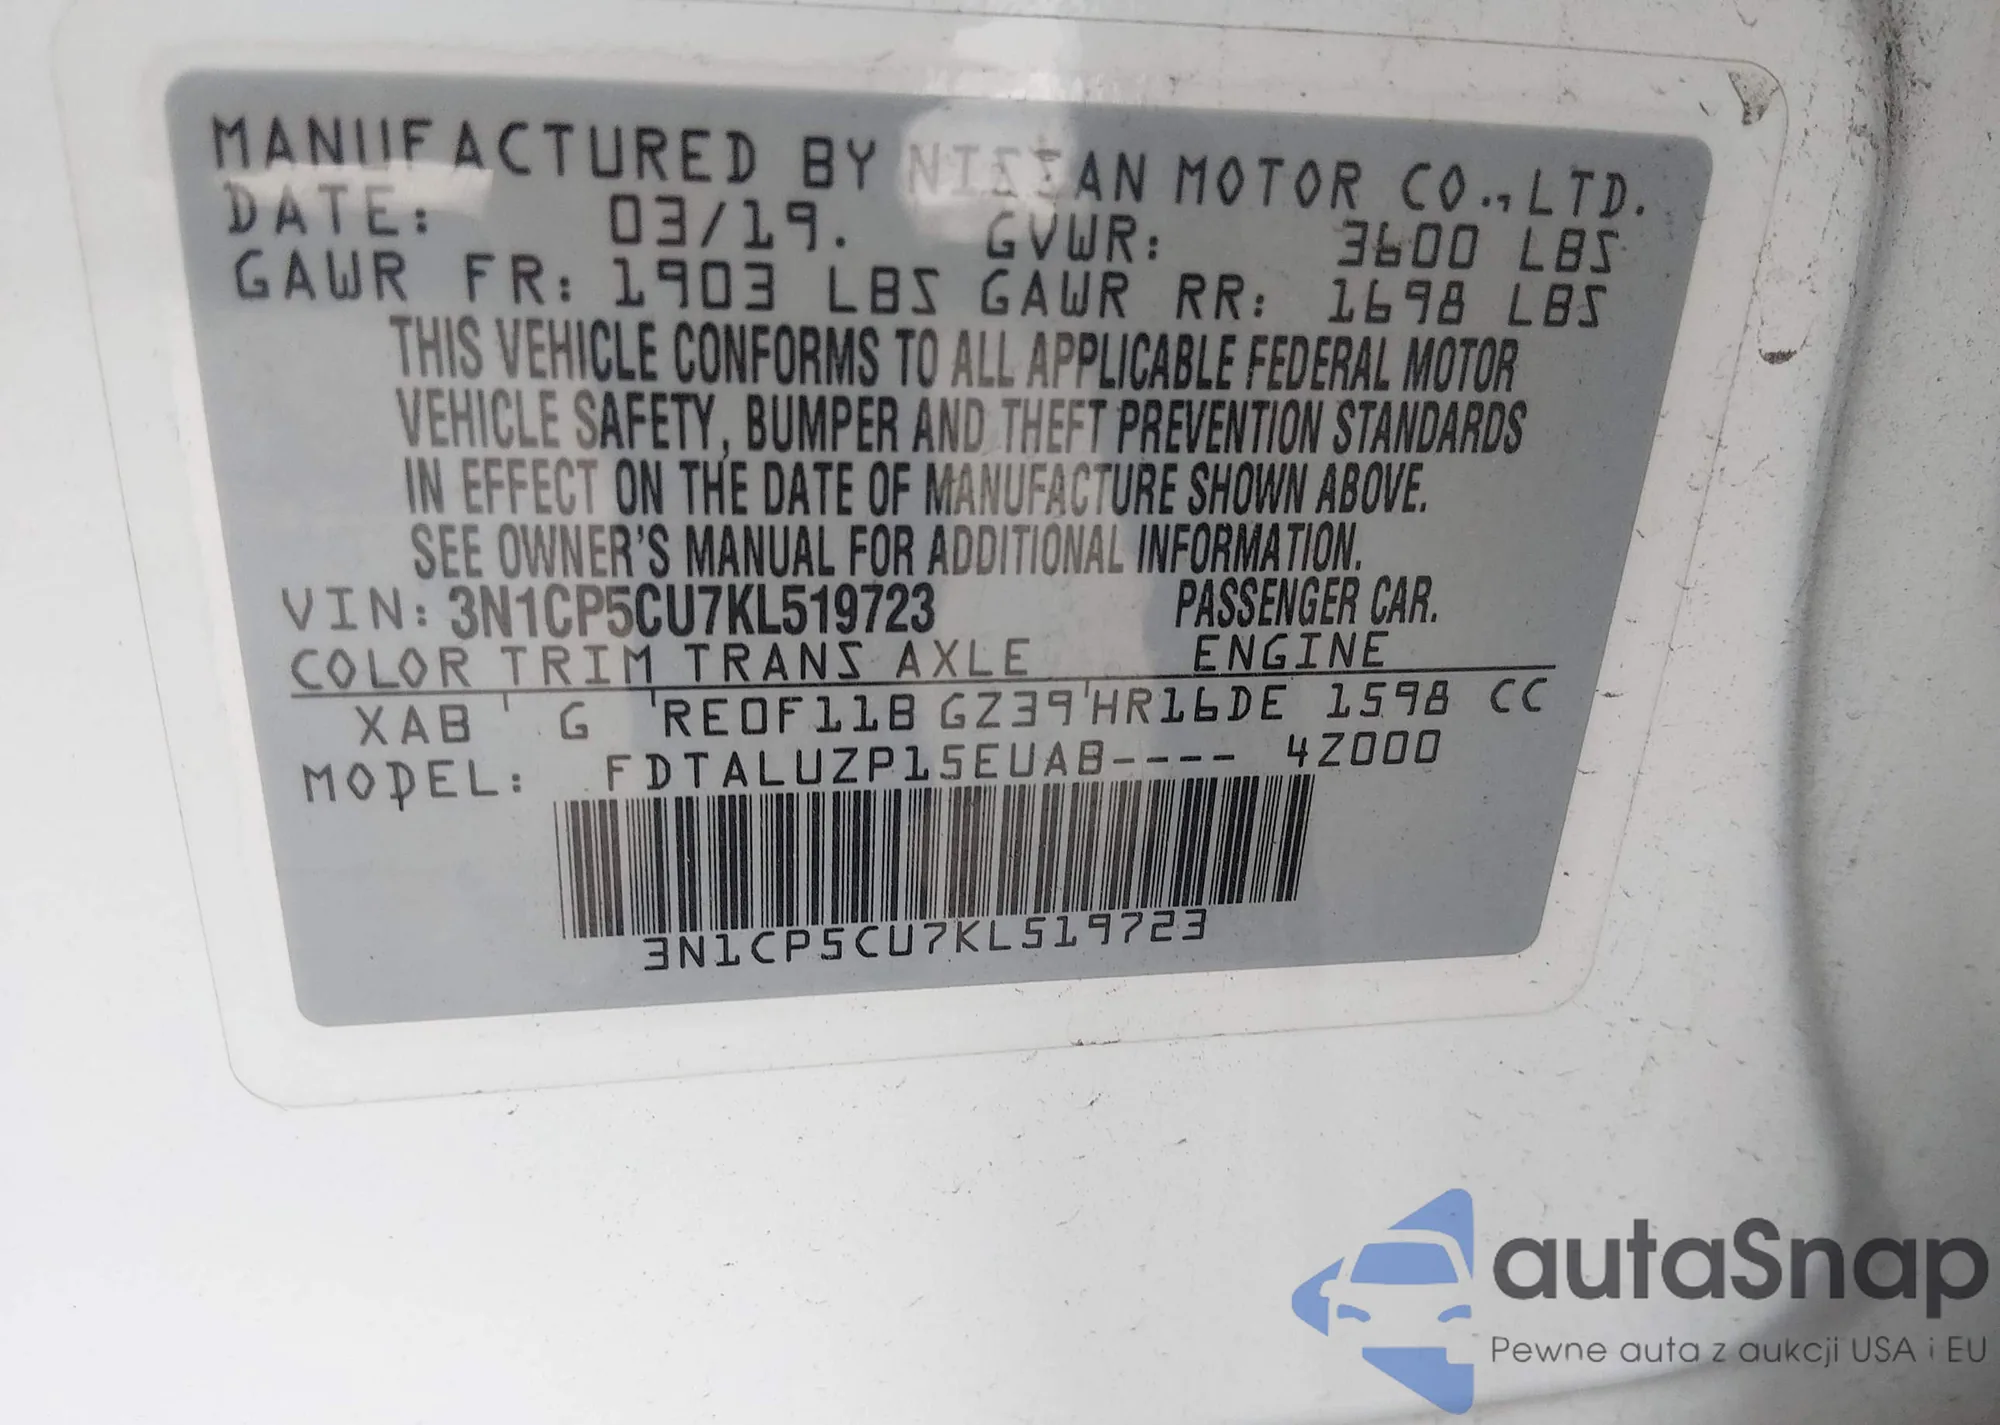 MANUFACTURED BY NISSAN MOTOR CO., LTD.
DATE: 03/19. GVWR: 3600 LBS
GAWR FR: 1903 LBS GAWR RR: 1698 LBS
THIS VEHICLE CONFORMS TO ALL APPLICABLE FEDERAL MOTOR
VEHICLE SAFETY, BUMPER AND THEFT PREVENTION STANDARDS
IN EFFECT ON THE DATE OF MANUFACTURE SHOWN ABOVE.
SEE OWNER'S MANUAL FOR ADDITIONAL INFORMATION.
VIN: 3N1CP5CU7KL519723 PASSENGER CAR.
COLOR TRIM TRANS AXLE ENGINE
XAB ' G 'RE0F11B GZ39'HR16DE 1598 CC
MODEL: FDTALUZP15EUAB---- 4Z000
3N1CP5CU7KL519723
autaSnap
Pewne auta z aukcji USA i EU